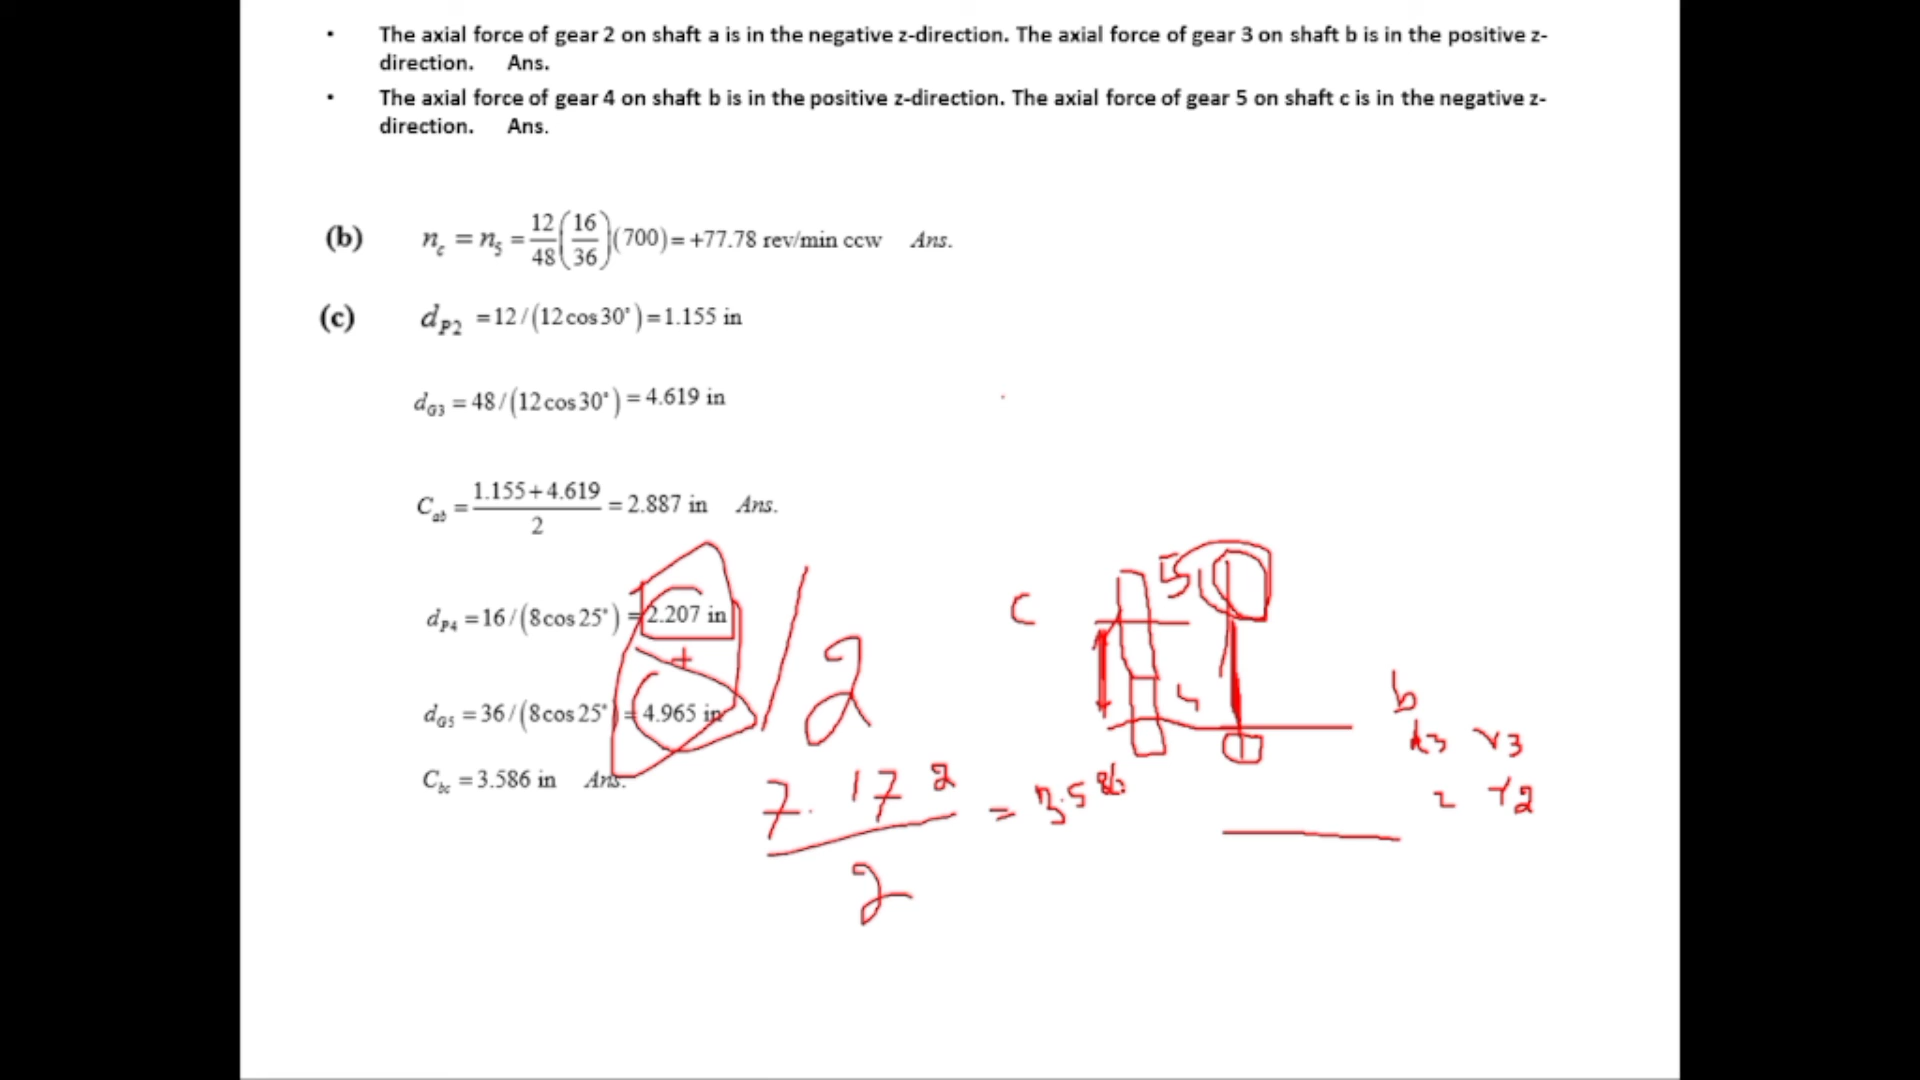 • The axial force of gear 2 on shaft a is in the negative z-direction. The axial force of gear 3 on shaft b is in the positive z-
direction. Ans.
• The axial force of gear 4 on shaft b is in the positive z-direction. The axial force of gear 5 on shaft c is in the negative z-
direction. Ans.
(b) n_c = n_5 = 12/48 (16/36) (700) = +77.78 rev/min ccw Ans.
(c) d_P2 = 12/(12 cos 30°) = 1.155 in
d_G3 = 48/(12 cos 30°) = 4.619 in
C_ab = (1.155+4.619)/2 = 2.887 in Ans.
d_P4 = 16/(8 cos 25°) = 2.207 in
+
/ 2
d_G5 = 36/(8 cos 25°) = 4.965 in
C_bc = 3.586 in Ans.
7.172 / 2 = 3.586
C
5
4
b
r3
2 r2